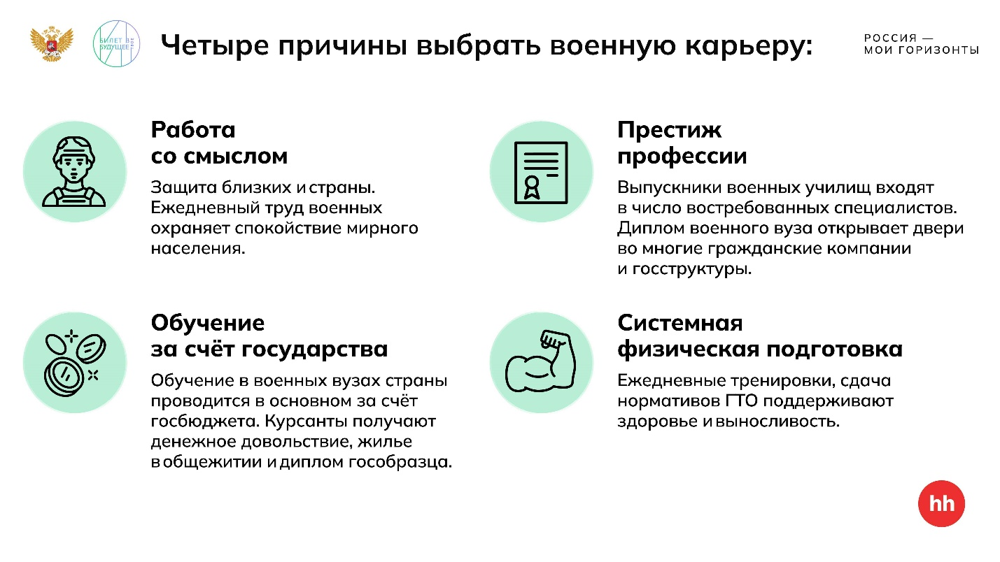 БИЛЕТ В
БУДУЩЕЕ
ТВОЕ
Четыре причины выбрать военную карьеру:
РОССИЯ —
МОИ ГОРИЗОНТЫ
Работа
со смыслом
Защита близких и страны.
Ежедневный труд военных
охраняет спокойствие мирного
населения.
Престиж
профессии
Выпускники военных училищ входят
в число востребованных специалистов.
Диплом военного вуза открывает двери
во многие гражданские компании
и госструктуры.
Обучение
за счёт государства
Обучение в военных вузах страны
проводится в основном за счёт
госбюджета. Курсанты получают
денежное довольствие, жилье
в общежитии и диплом гособразца.
Системная
физическая подготовка
Ежедневные тренировки, сдача
нормативов ГТО поддерживают
здоровье и выносливость.
hh